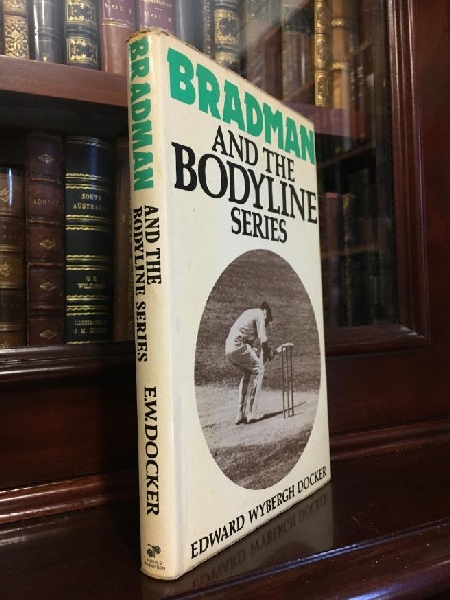 BRADMAN
AND THE
BODYLINE
SERIES
EDWARD WYBERGH DOCKER
BRADMAN
AND THE
BODYLINE SERIES
E.W.DOCKER
SOUTH
AUSTRALIA